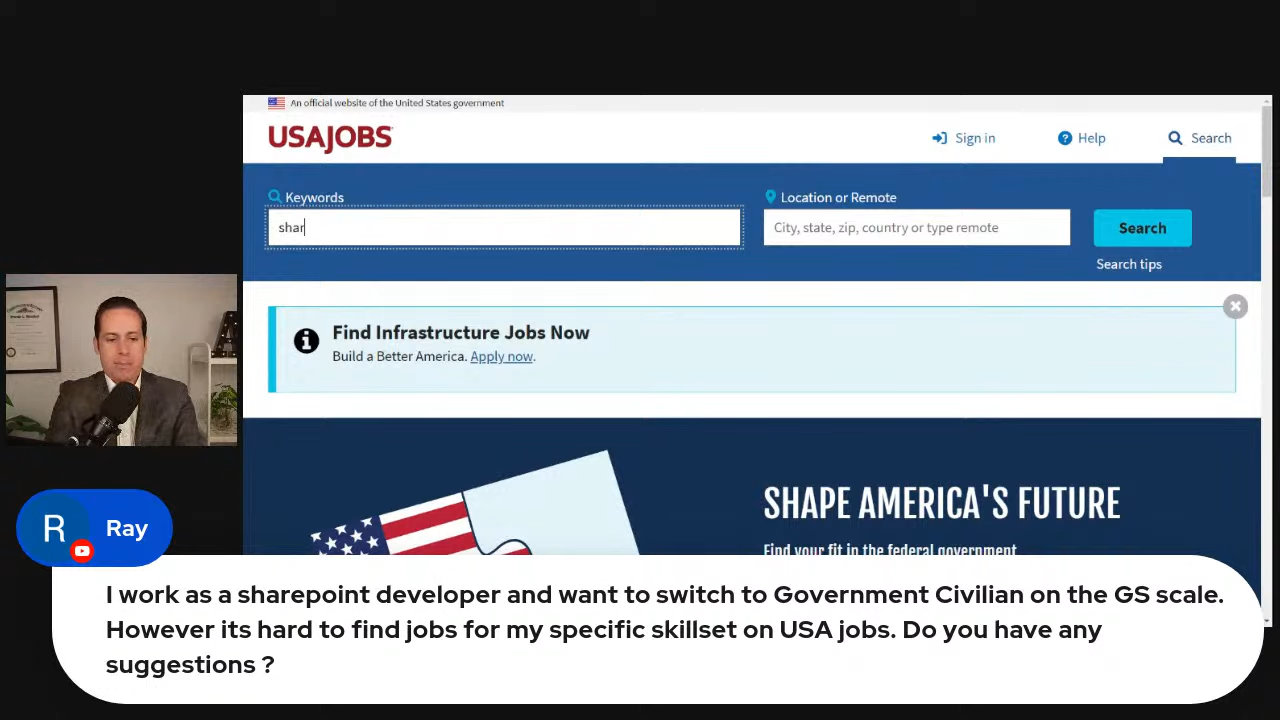 An official website of the United States government
USAJOBS
Sign in
Help
Search
Keywords
Location or Remote
shar
City, state, zip, country or type remote
Search
Search tips
Find Infrastructure Jobs Now
Build a Better America. Apply now.
SHAPE AMERICA'S FUTURE
Find your fit in the federal government
R
Ray
I work as a sharepoint developer and want to switch to Government Civilian on the GS scale.
However its hard to find jobs for my specific skillset on USA jobs. Do you have any
suggestions ?